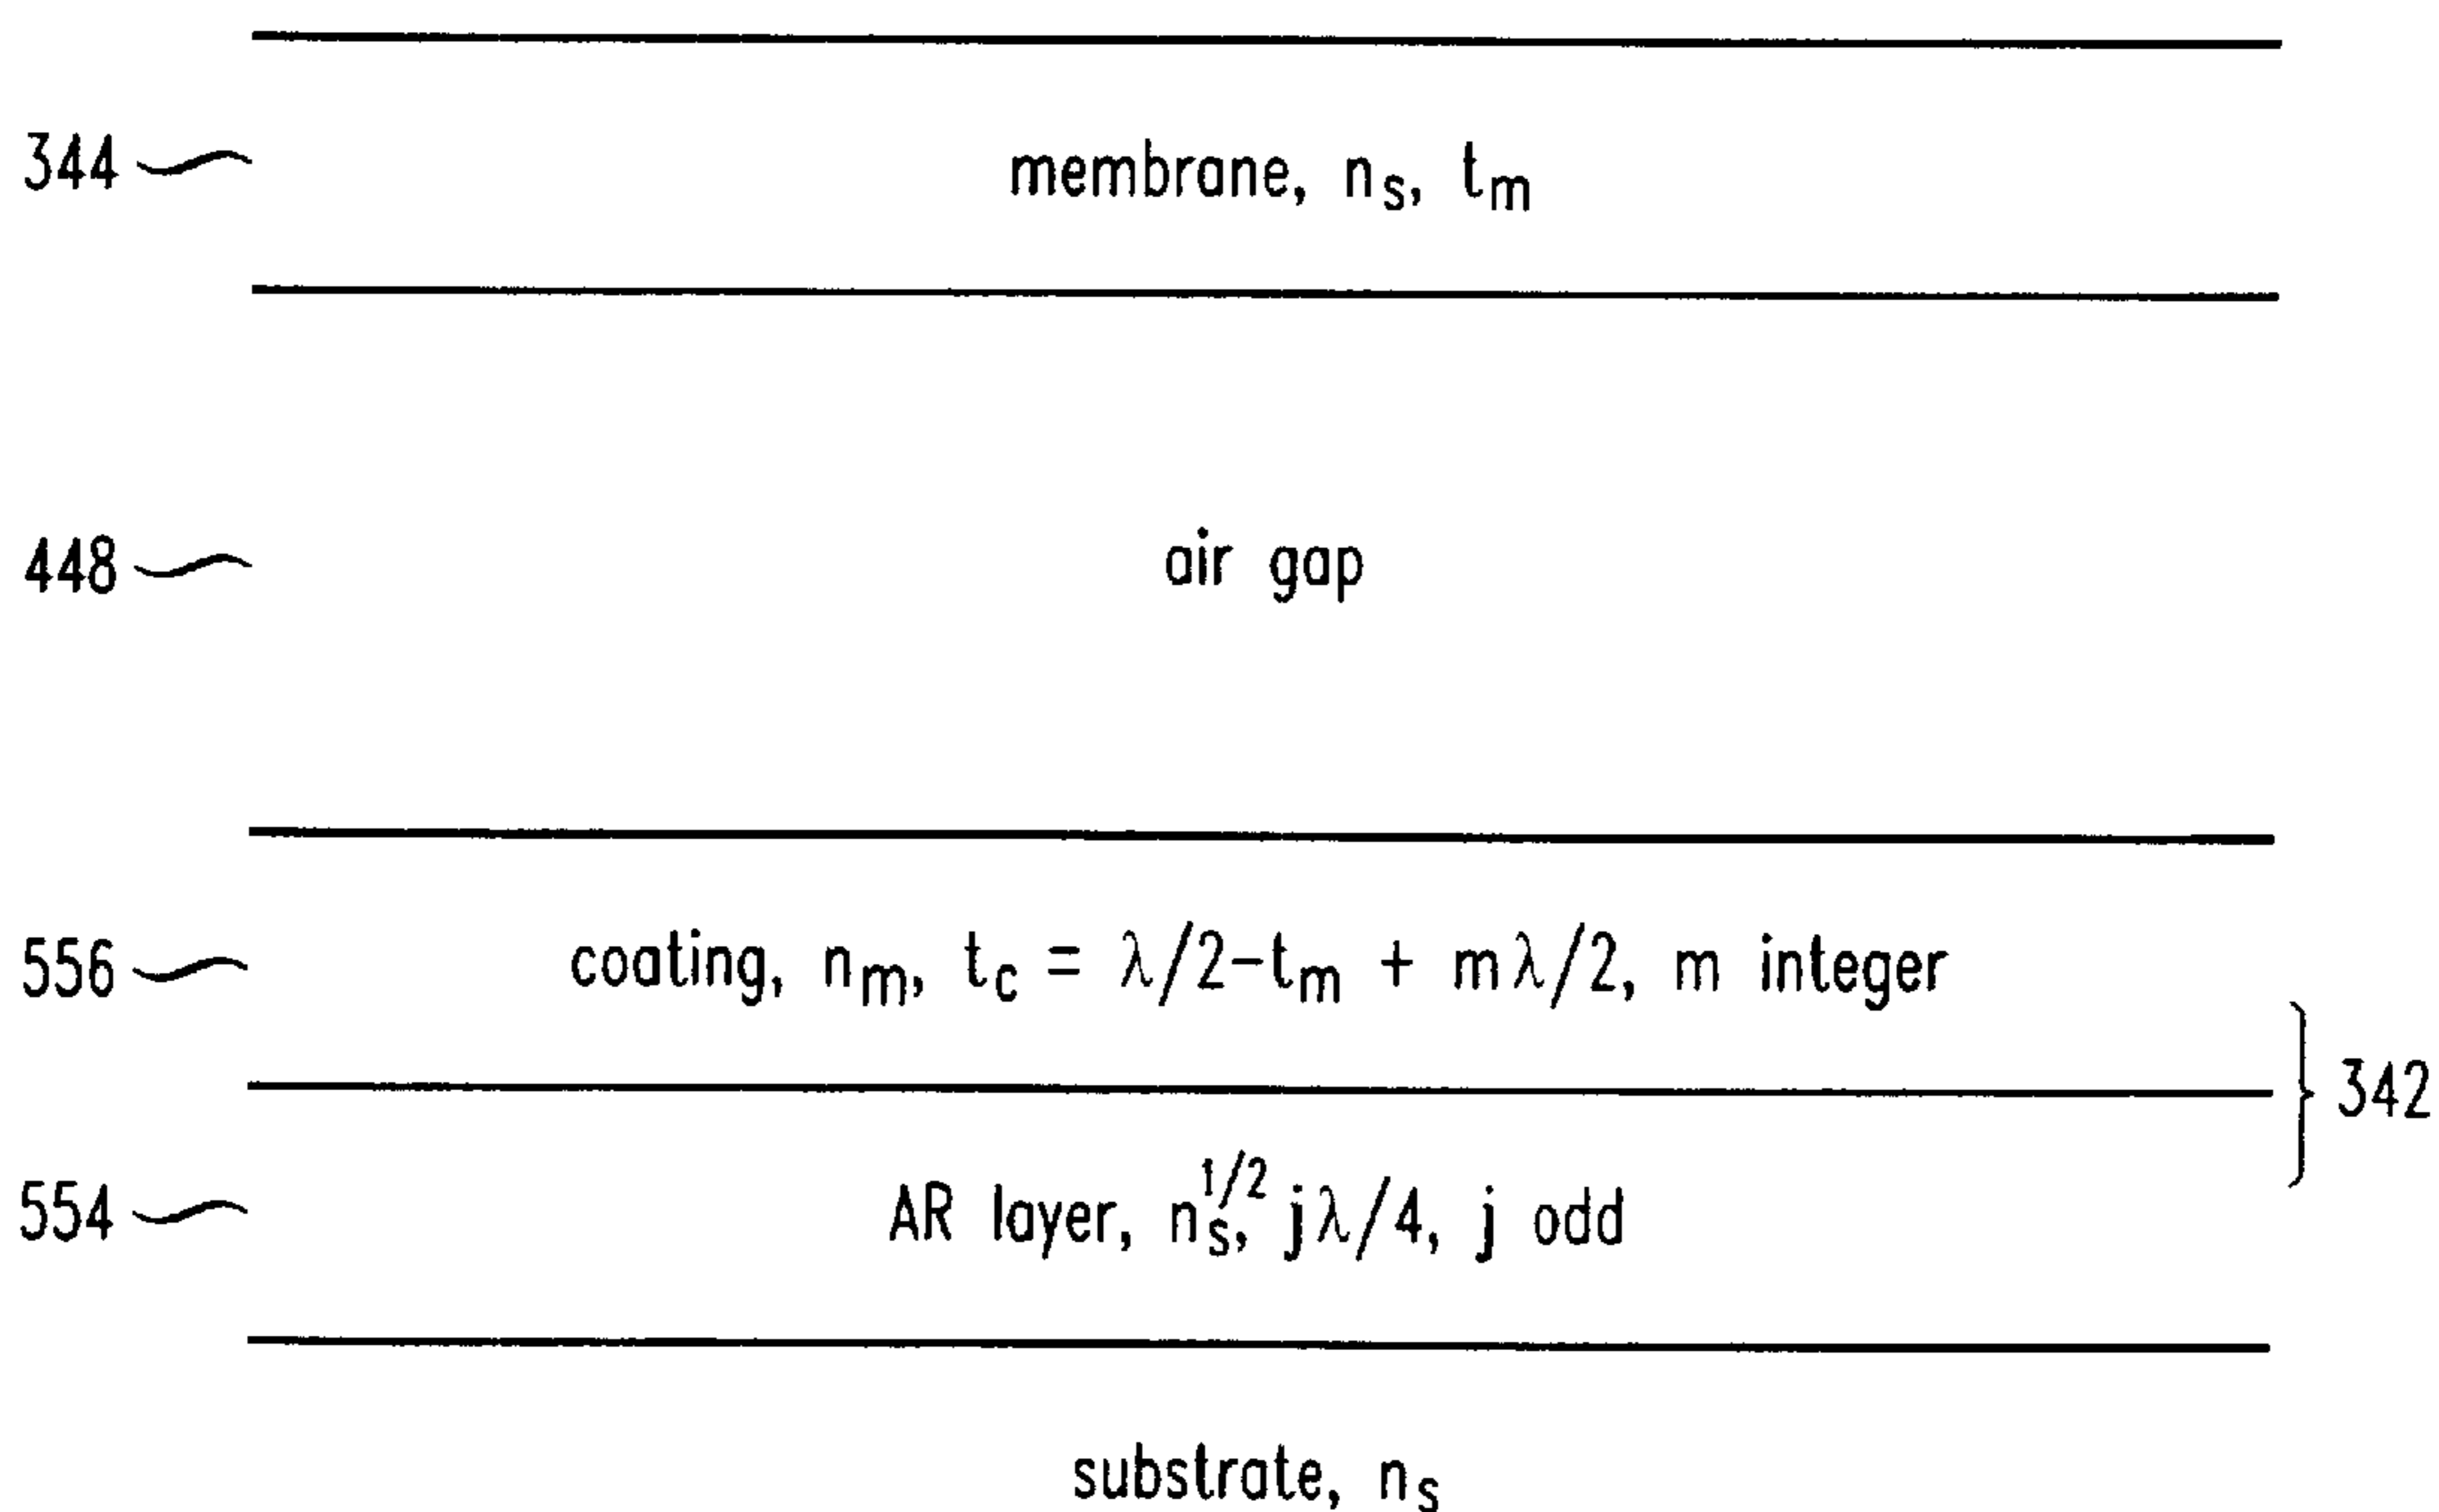 344 membrane, n_s, t_m
448 air gap
556 coating, n_m, t_c = λ/2-t_m + mλ/2, m integer
342
554 AR layer, n_s^1/2, jλ/4, j odd
substrate, n_s